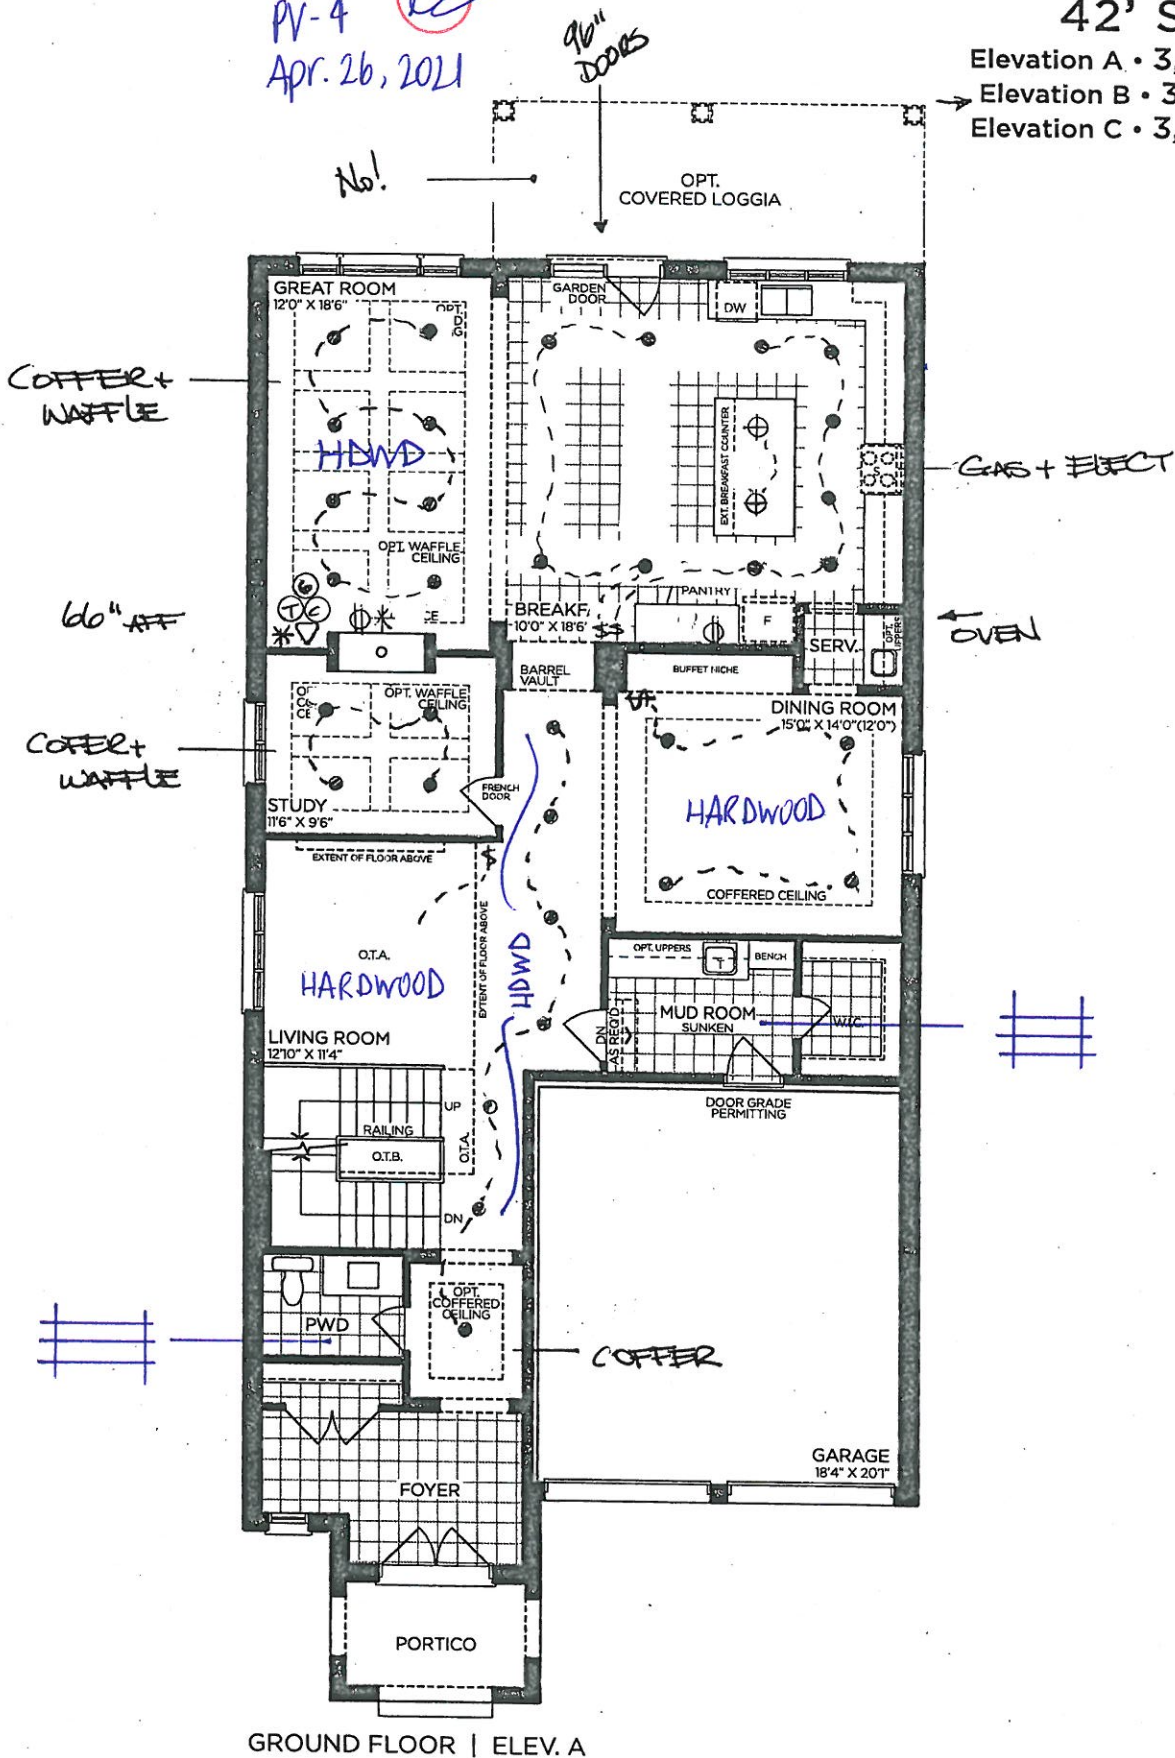 PV-4
Apr. 26, 2021
96"
DOORS
42' S
Elevation A • 3,
Elevation B • 3
Elevation C • 3,
No!
OPT.
COVERED LOGGIA
GREAT ROOM
12'0" X 18'6"
OPT.
GARDEN
DOOR
DW
COFFER +
WAFFLE
HDWD
EXT. BREAKFAST COUNTER
S
GAS + ELECT
OPT. WAFFLE
CEILING
66" AFF
G
T C
BREAKF
10'0" X 18'6"
$$
PANTRY
F
SERV.
OPT.
UPPERS
OVEN
BARREL
VAULT
BUFFET NICHE
OPT. WAFFLE
CEILING
$
DINING ROOM
15'0" X 14'0"(12'0")
COFER +
WAFFLE
STUDY
11'6" X 9'6"
FRENCH
DOOR
HARDWOOD
EXTENT OF FLOOR ABOVE
$
COFFERED CEILING
EXTENT OF FLOOR ABOVE
O.T.A.
HARDWOOD
HDWD
OPT. UPPERS
T
BENCH
LIVING ROOM
12'10" X 11'4"
DN
AS REQ'D
MUD ROOM
SUNKEN
W.I.C.
UP
RAILING
O.T.B.
O.T.A.
DN
DOOR GRADE
PERMITTING
PWD
OPT.
COFFERED
CEILING
COFFER
GARAGE
18'4" X 20'1"
FOYER
PORTICO
GROUND FLOOR | ELEV. A